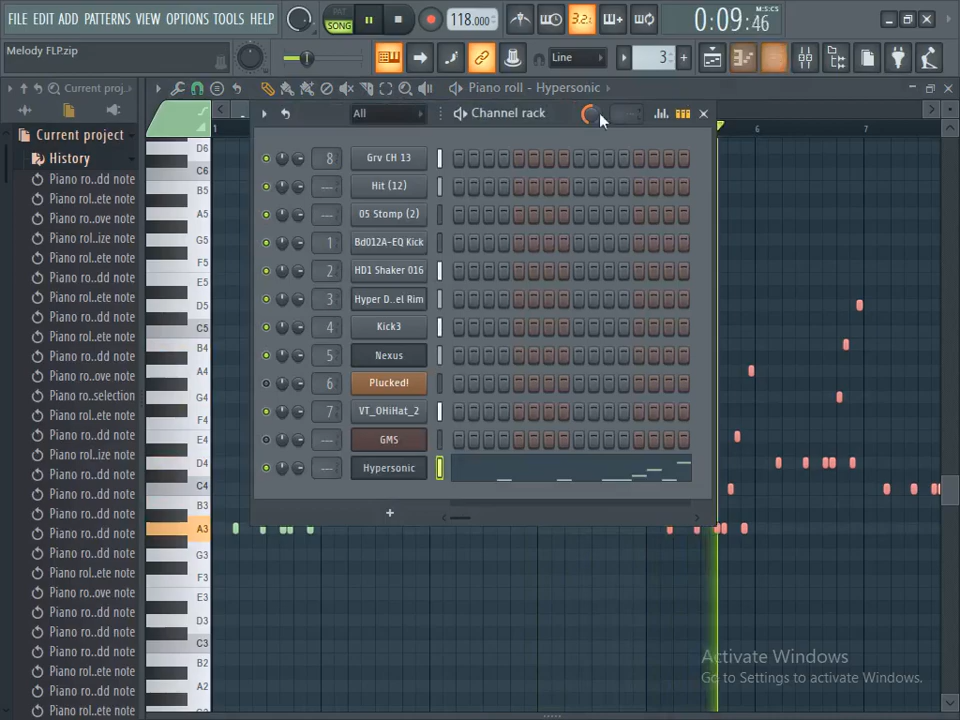 FILE EDIT ADD PATTERNS VIEW OPTIONS TOOLS HELP
PAT
SONG
118.000
3.2.
0:09:46
Melody FLP.zip
Line
3
Current proj...
Piano roll - Hypersonic
Current project
History
Piano ro..dd note
Piano rol..ete note
Piano ro..ove note
Piano rol..ize note
Piano ro..dd note
Piano rol..ete note
Piano ro..dd note
Piano ro..dd note
Piano rol..ete note
Piano ro..dd note
Piano ro..ove note
Piano ro..selection
Piano ro..dd note
Piano rol..ete note
Piano rol..ize note
Piano ro..dd note
Piano rol..ete note
Piano ro..dd note
Piano ro..dd note
Piano ro..dd note
Piano rol..ete note
Piano ro..ove note
Piano ro..dd note
Piano rol..ete note
Piano ro..dd note
Piano rol..ete note
Piano ro..dd note
Piano rol..ete note
All
Channel rack
1
5
6
7
8 Grv CH 13
--- Hit (12)
--- 05 Stomp (2)
1 Bd012A-EQ Kick
2 HD1 Shaker 016
3 Hyper D..el Rim
4 Kick3
5 Nexus
6 Plucked!
7 VT_OHiHat_2
--- GMS
--- Hypersonic
+
D6
C6
B5
A5
G5
F5
E5
D5
C5
B4
A4
G4
F4
E4
D4
C4
B3
A3
G3
F3
E3
D3
C3
B2
A2
Activate Windows
Go to Settings to activate Windows.